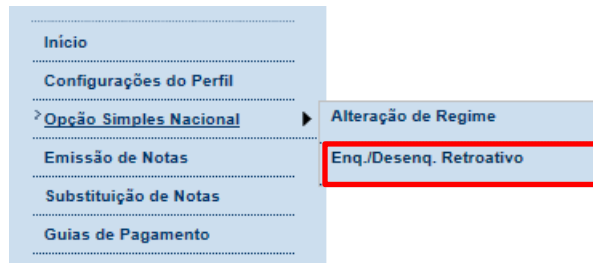 Início
Configurações do Perfil
Opção Simples Nacional
Alteração de Regime
Emissão de Notas
Enq./Desenq. Retroativo
Substituição de Notas
Guias de Pagamento